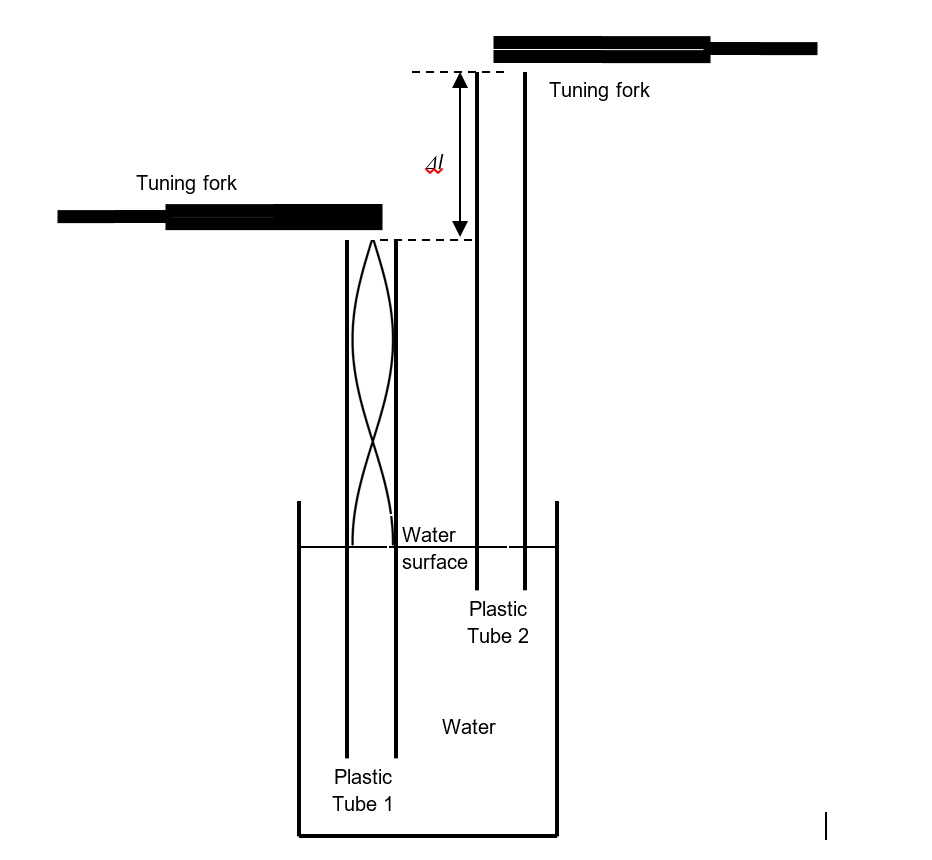 Tuning fork
Δl
Tuning fork
Water
surface
Plastic
Tube 2
Water
Plastic
Tube 1